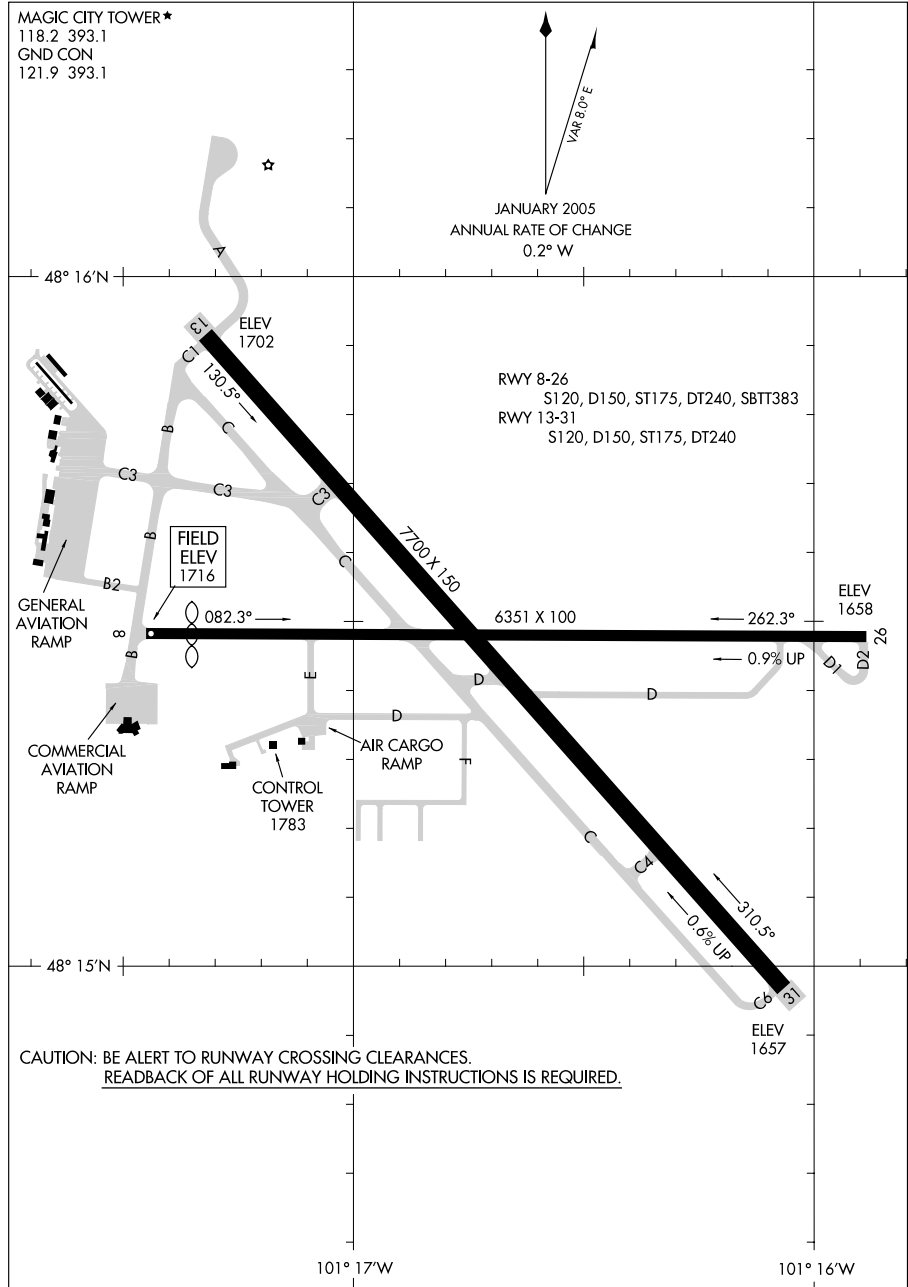 MAGIC CITY TOWER★
118.2 393.1
GND CON
121.9 393.1
VAR 8.0° E
JANUARY 2005
ANNUAL RATE OF CHANGE
0.2° W
48° 16'N
A
13
ELEV
1702
C1
130.5°
RWY 8-26
S120, D150, ST175, DT240, SBTT383
RWY 13-31
S120, D150, ST175, DT240
B
C
C3
C3
C3
B
C
7700 X 150
FIELD
ELEV
1716
B2
GENERAL
AVIATION
RAMP
ELEV
1658
8
082.3°
6351 X 100
262.3°
26
0.9% UP
B
E
D
D1
D2
D
D
COMMERCIAL
AVIATION
RAMP
AIR CARGO
RAMP
F
CONTROL
TOWER
1783
C
C4
310.5°
0.6% UP
48° 15'N
C6
31
ELEV
1657
CAUTION: BE ALERT TO RUNWAY CROSSING CLEARANCES.
READBACK OF ALL RUNWAY HOLDING INSTRUCTIONS IS REQUIRED.
101° 17'W
101° 16'W